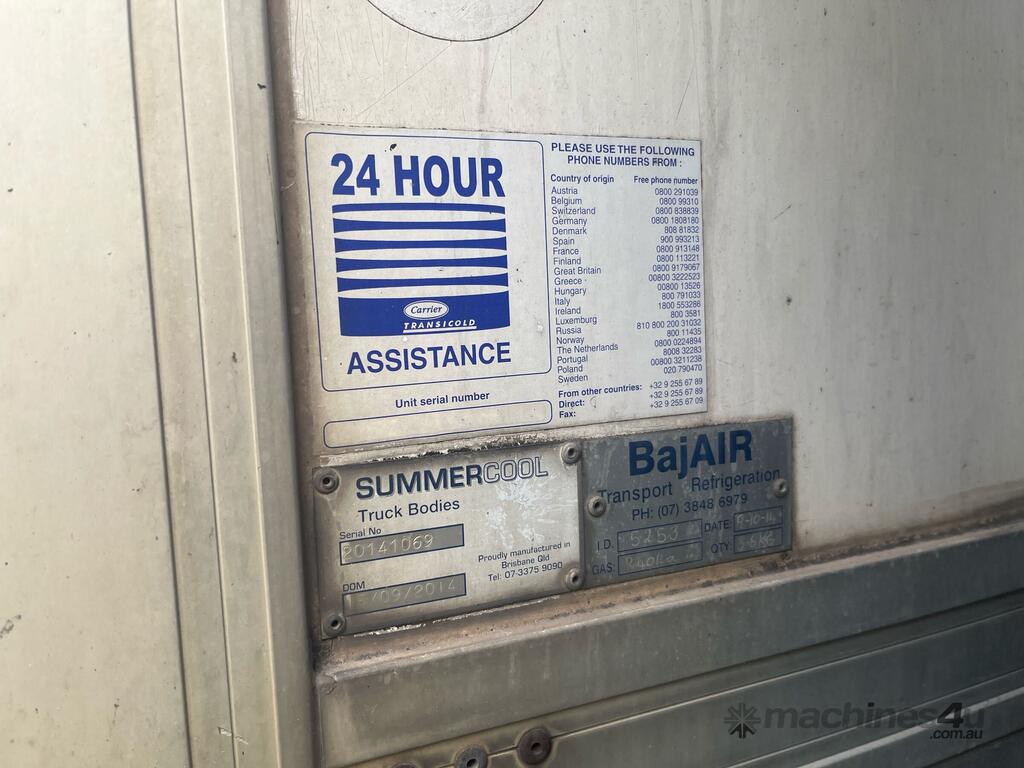 24 HOUR
Carrier
TRANSICOLD
ASSISTANCE
Unit serial number
PLEASE USE THE FOLLOWING
PHONE NUMBERS FROM :
Country of origin Free phone number
Austria 0800 291039
Belgium 0800 99310
Switzerland 0800 838839
Germany 0800 1808180
Denmark 808 81832
Spain 900 993213
France 0800 913148
Finland 0800 113221
Great Britain 0800 9179067
Greece 00800 3222523
Hungary 00800 13526
Italy 800 791033
Ireland 1800 553286
Luxemburg 800 3581
Russia 810 800 200 31032
Norway 800 11435
The Netherlands 0800 0224894
Portugal 8008 32283
Poland 00800 3211238
Sweden 020 790470
From other countries:
Direct: +32 9 255 67 89
+32 9 255 67 89
Fax: +32 9 255 67 09
SUMMERCOOL
Truck Bodies
Serial No
20141069
DOM
/09/2014
Proudly manufactured in
Brisbane Qld
Tel: 07-3375 9090
BajAIR
Transport Refrigeration
PH: (07) 3848 6979
I.D. 5253 DATE:
GAS: QTY:
machines4u
.com.au